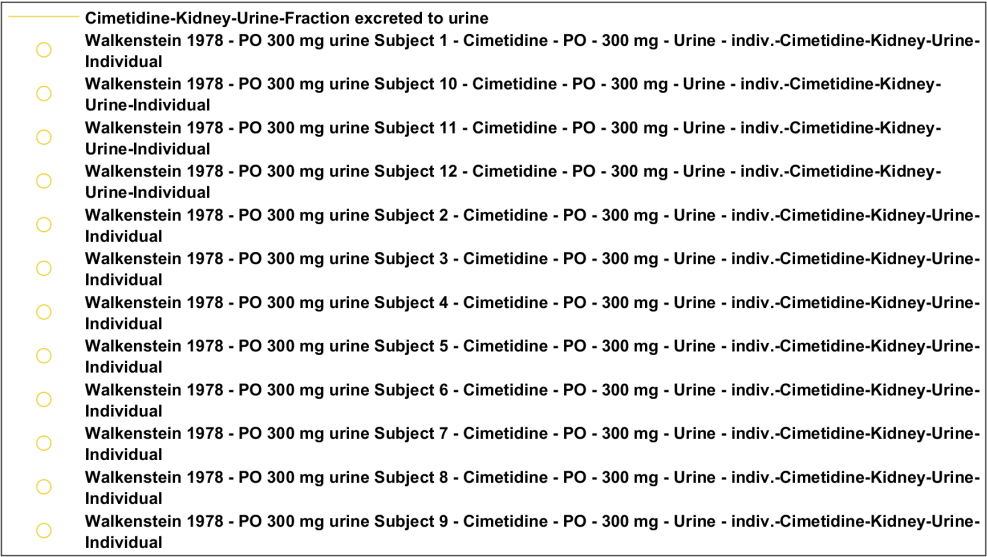 Cimetidine-Kidney-Urine-Fraction excreted to urine
Walkenstein 1978 - PO 300 mg urine Subject 1 - Cimetidine - PO - 300 mg - Urine - indiv.-Cimetidine-Kidney-Urine-
Individual
Walkenstein 1978 - PO 300 mg urine Subject 10 - Cimetidine - PO - 300 mg - Urine - indiv.-Cimetidine-Kidney-
Urine-Individual
Walkenstein 1978 - PO 300 mg urine Subject 11 - Cimetidine - PO - 300 mg - Urine - indiv.-Cimetidine-Kidney-
Urine-Individual
Walkenstein 1978 - PO 300 mg urine Subject 12 - Cimetidine - PO - 300 mg - Urine - indiv.-Cimetidine-Kidney-
Urine-Individual
Walkenstein 1978 - PO 300 mg urine Subject 2 - Cimetidine - PO - 300 mg - Urine - indiv.-Cimetidine-Kidney-Urine-
Individual
Walkenstein 1978 - PO 300 mg urine Subject 3 - Cimetidine - PO - 300 mg - Urine - indiv.-Cimetidine-Kidney-Urine-
Individual
Walkenstein 1978 - PO 300 mg urine Subject 4 - Cimetidine - PO - 300 mg - Urine - indiv.-Cimetidine-Kidney-Urine-
Individual
Walkenstein 1978 - PO 300 mg urine Subject 5 - Cimetidine - PO - 300 mg - Urine - indiv.-Cimetidine-Kidney-Urine-
Individual
Walkenstein 1978 - PO 300 mg urine Subject 6 - Cimetidine - PO - 300 mg - Urine - indiv.-Cimetidine-Kidney-Urine-
Individual
Walkenstein 1978 - PO 300 mg urine Subject 7 - Cimetidine - PO - 300 mg - Urine - indiv.-Cimetidine-Kidney-Urine-
Individual
Walkenstein 1978 - PO 300 mg urine Subject 8 - Cimetidine - PO - 300 mg - Urine - indiv.-Cimetidine-Kidney-Urine-
Individual
Walkenstein 1978 - PO 300 mg urine Subject 9 - Cimetidine - PO - 300 mg - Urine - indiv.-Cimetidine-Kidney-Urine-
Individual